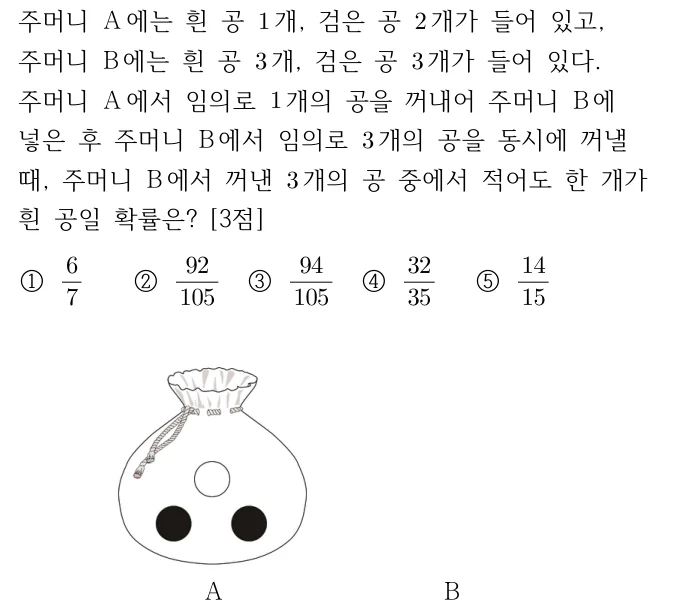 주머니 A에는 흰 공 1개, 검은 공 2개가 들어 있고,
주머니 B에는 흰 공 3개, 검은 공 3개가 들어 있다.
주머니 A에서 임의로 1개의 공을 꺼내어 주머니 B에
넣은 후 주머니 B에서 임의로 3개의 공을 동시에 꺼낼
때, 주머니 B에서 꺼낸 3개의 공 중에서 적어도 한 개가
흰 공일 확률은? [3점]
① 6/7 ② 92/105 ③ 94/105 ④ 32/35 ⑤ 14/15
A B